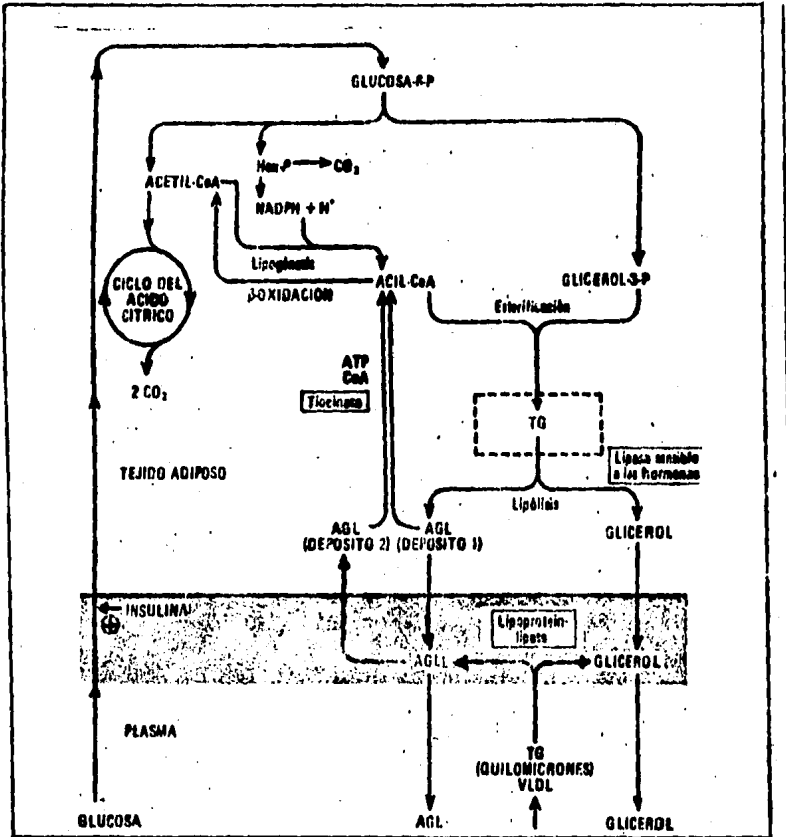 GLUCOSA-6-P
Hex-P
CO₂
ACETIL-CoA
NADPH + H⁺
Lipogénesis
β-OXIDACION
ACIL-CoA
GLICEROL-3-P
CICLO DEL
ACIDO
CITRICO
Esterificación
2 CO₂
ATP
CoA
Tiocinasa
TG
Lipasa sensible
a las hormonas
TEJIDO ADIPOSO
Lipólisis
AGL
(DEPOSITO 2)
AGL
(DEPOSITO 1)
GLICEROL
INSULINA
⊕
Lipoprotein-
lipasa
AGL
GLICEROL
PLASMA
TG
(QUILOMICRONES)
VLDL
GLUCOSA
AGL
GLICEROL